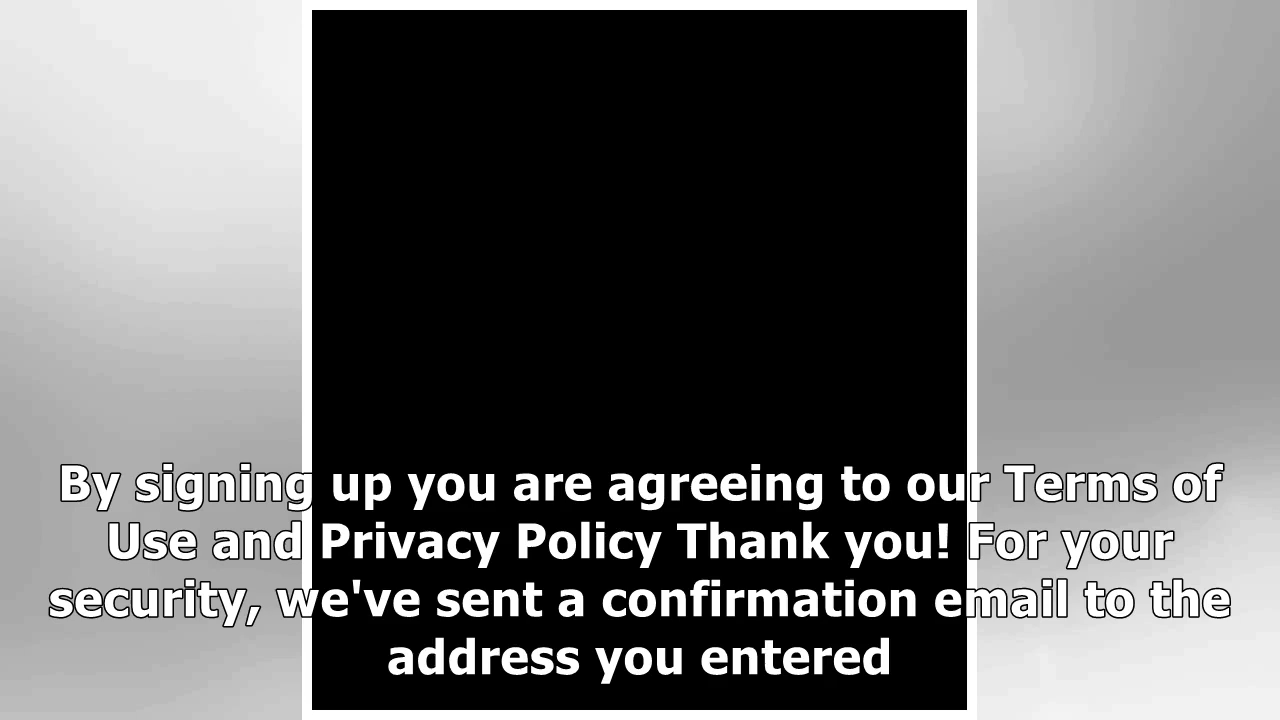 By signing up you are agreeing to our Terms of
Use and Privacy Policy Thank you! For your
security, we've sent a confirmation email to the
address you entered